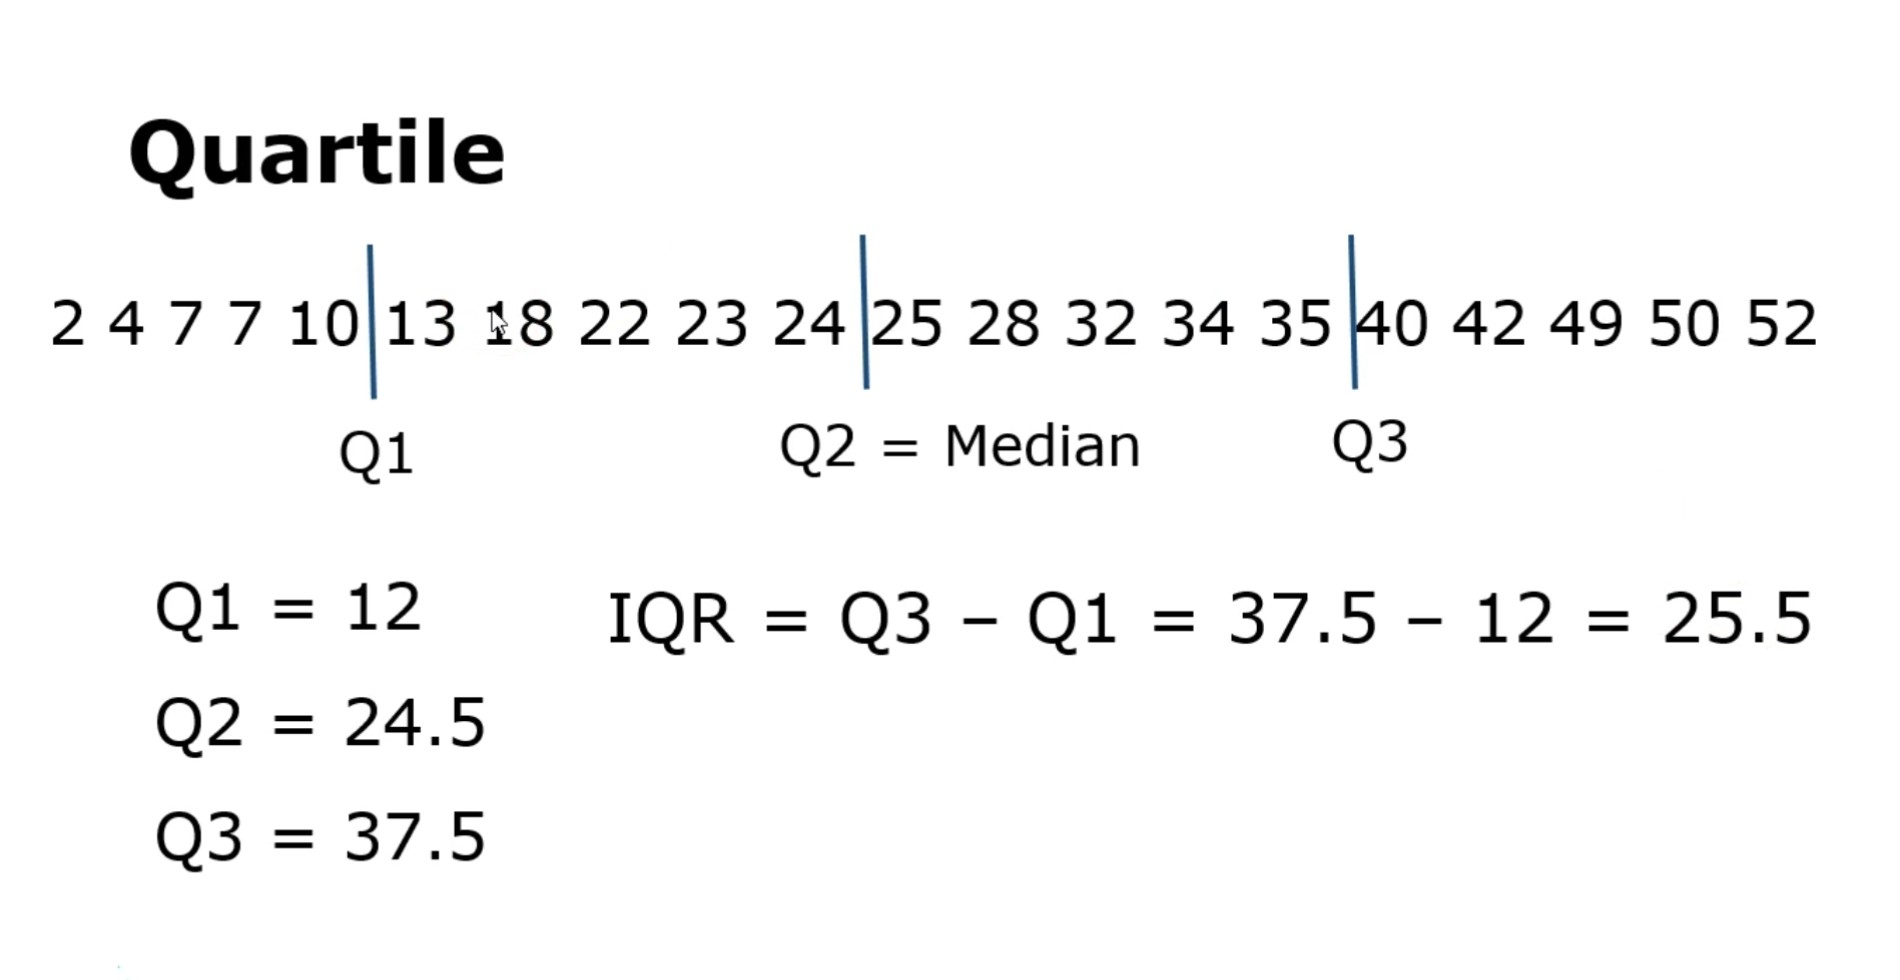 Quartile
2 4 7 7 10 13 18 22 23 24 25 28 32 34 35 40 42 49 50 52
Q1 Q2 = Median Q3
Q1 = 12
IQR = Q3 – Q1 = 37.5 – 12 = 25.5
Q2 = 24.5
Q3 = 37.5